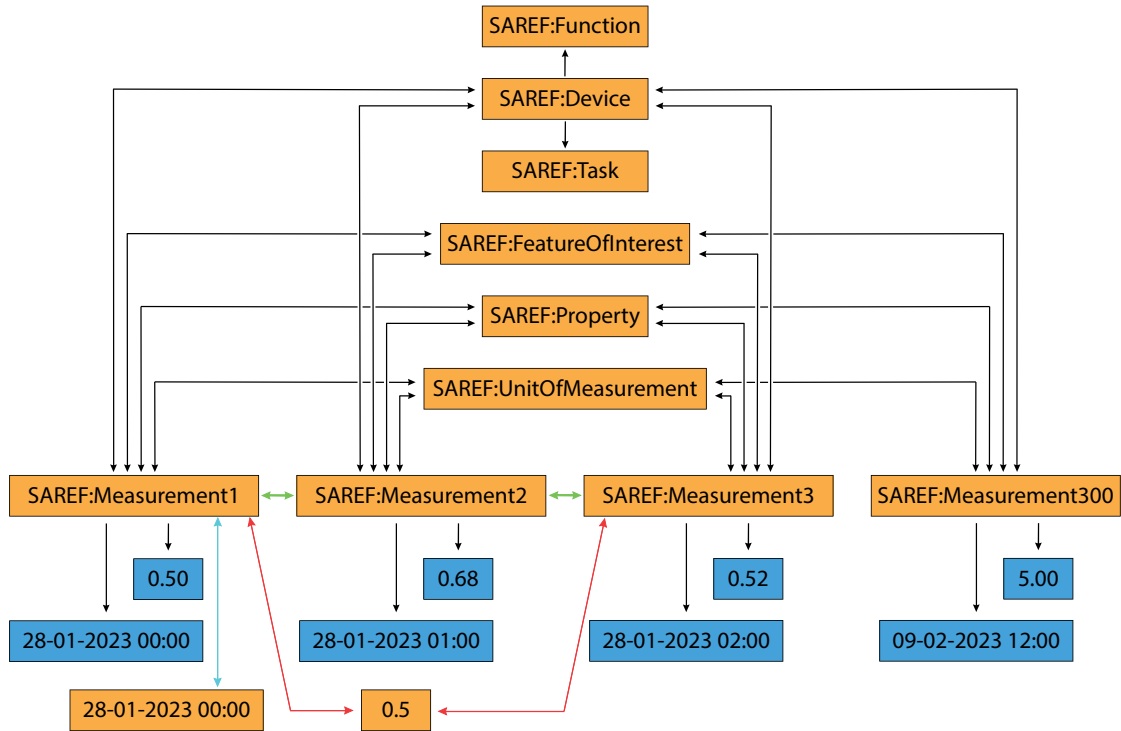 SAREF:Function
SAREF:Device
SAREF:Task
SAREF:FeatureOfInterest
SAREF:Property
SAREF:UnitOfMeasurement
SAREF:Measurement1
SAREF:Measurement2
SAREF:Measurement3
SAREF:Measurement300
0.50
0.68
0.52
5.00
28-01-2023 00:00
28-01-2023 01:00
28-01-2023 02:00
09-02-2023 12:00
28-01-2023 00:00
0.5